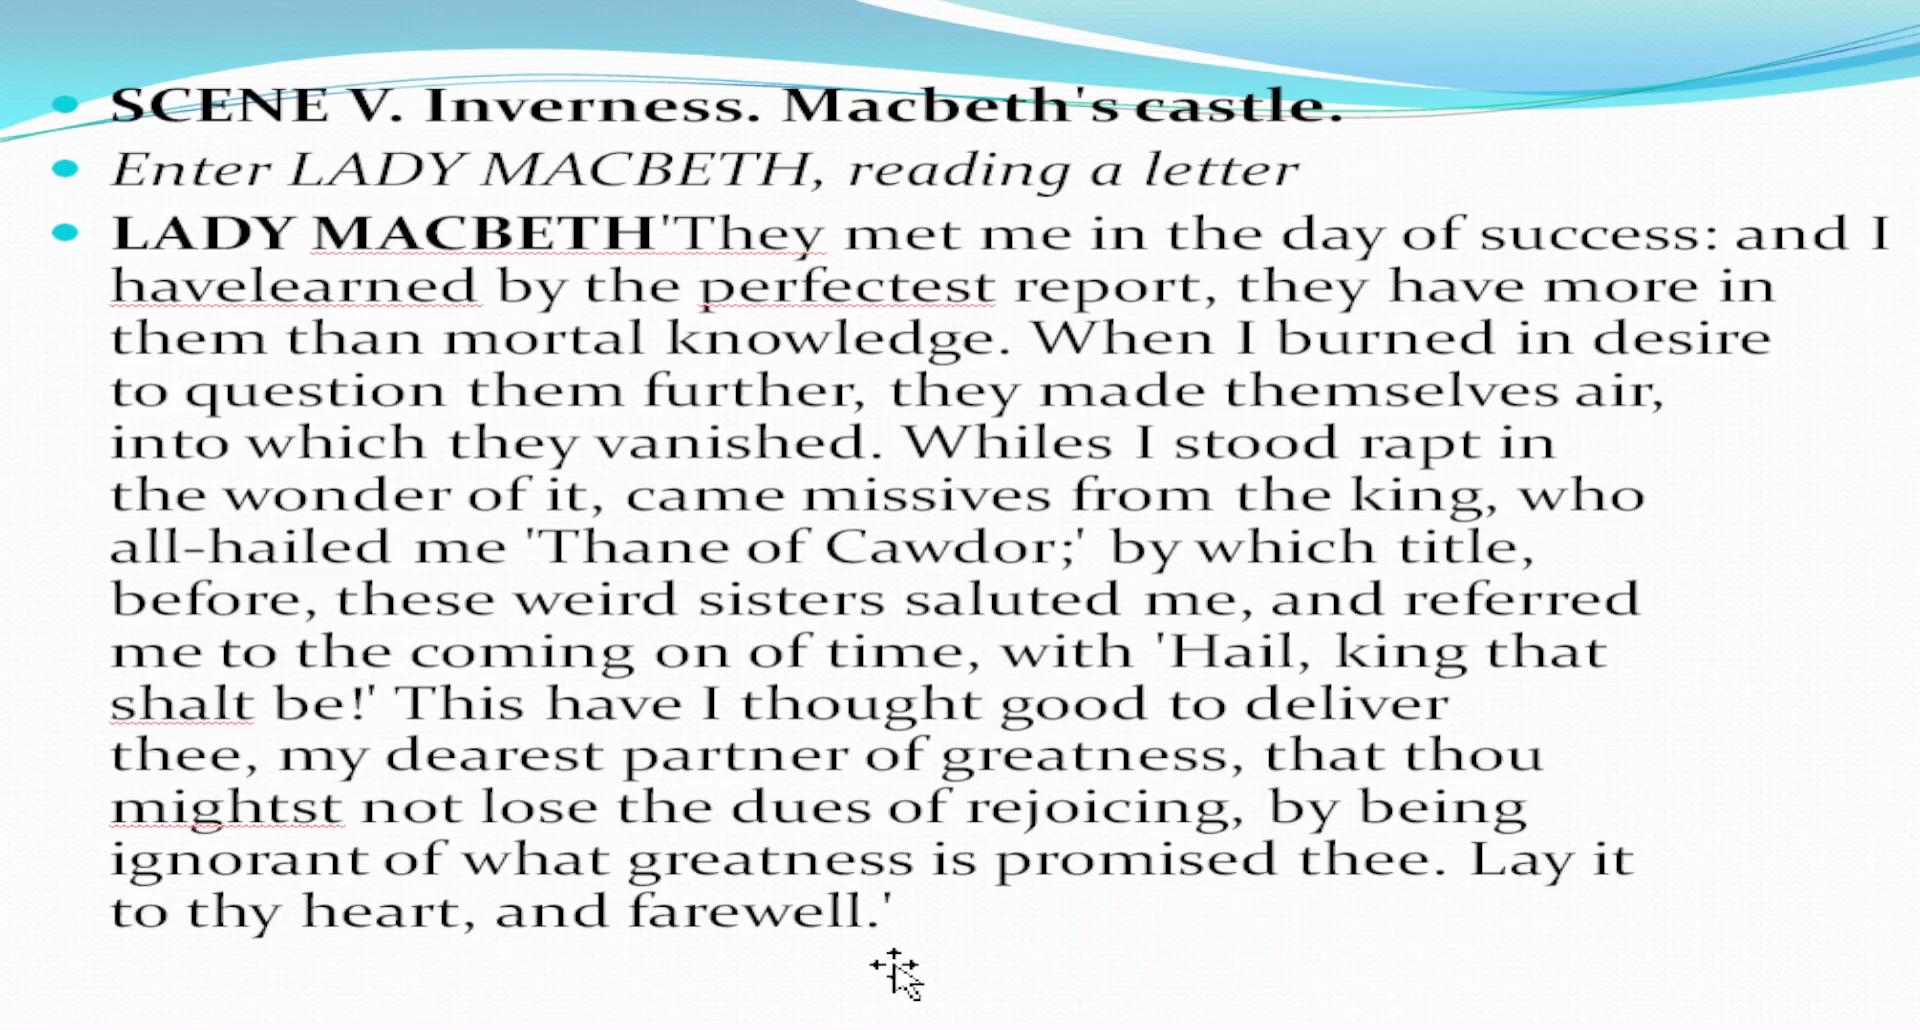 SCENE V. Inverness. Macbeth's castle.
Enter LADY MACBETH, reading a letter
LADY MACBETH'They met me in the day of success: and I
havelearned by the perfectest report, they have more in
them than mortal knowledge. When I burned in desire
to question them further, they made themselves air,
into which they vanished. Whiles I stood rapt in
the wonder of it, came missives from the king, who
all-hailed me 'Thane of Cawdor;' by which title,
before, these weird sisters saluted me, and referred
me to the coming on of time, with 'Hail, king that
shalt be!' This have I thought good to deliver
thee, my dearest partner of greatness, that thou
mightst not lose the dues of rejoicing, by being
ignorant of what greatness is promised thee. Lay it
to thy heart, and farewell.'